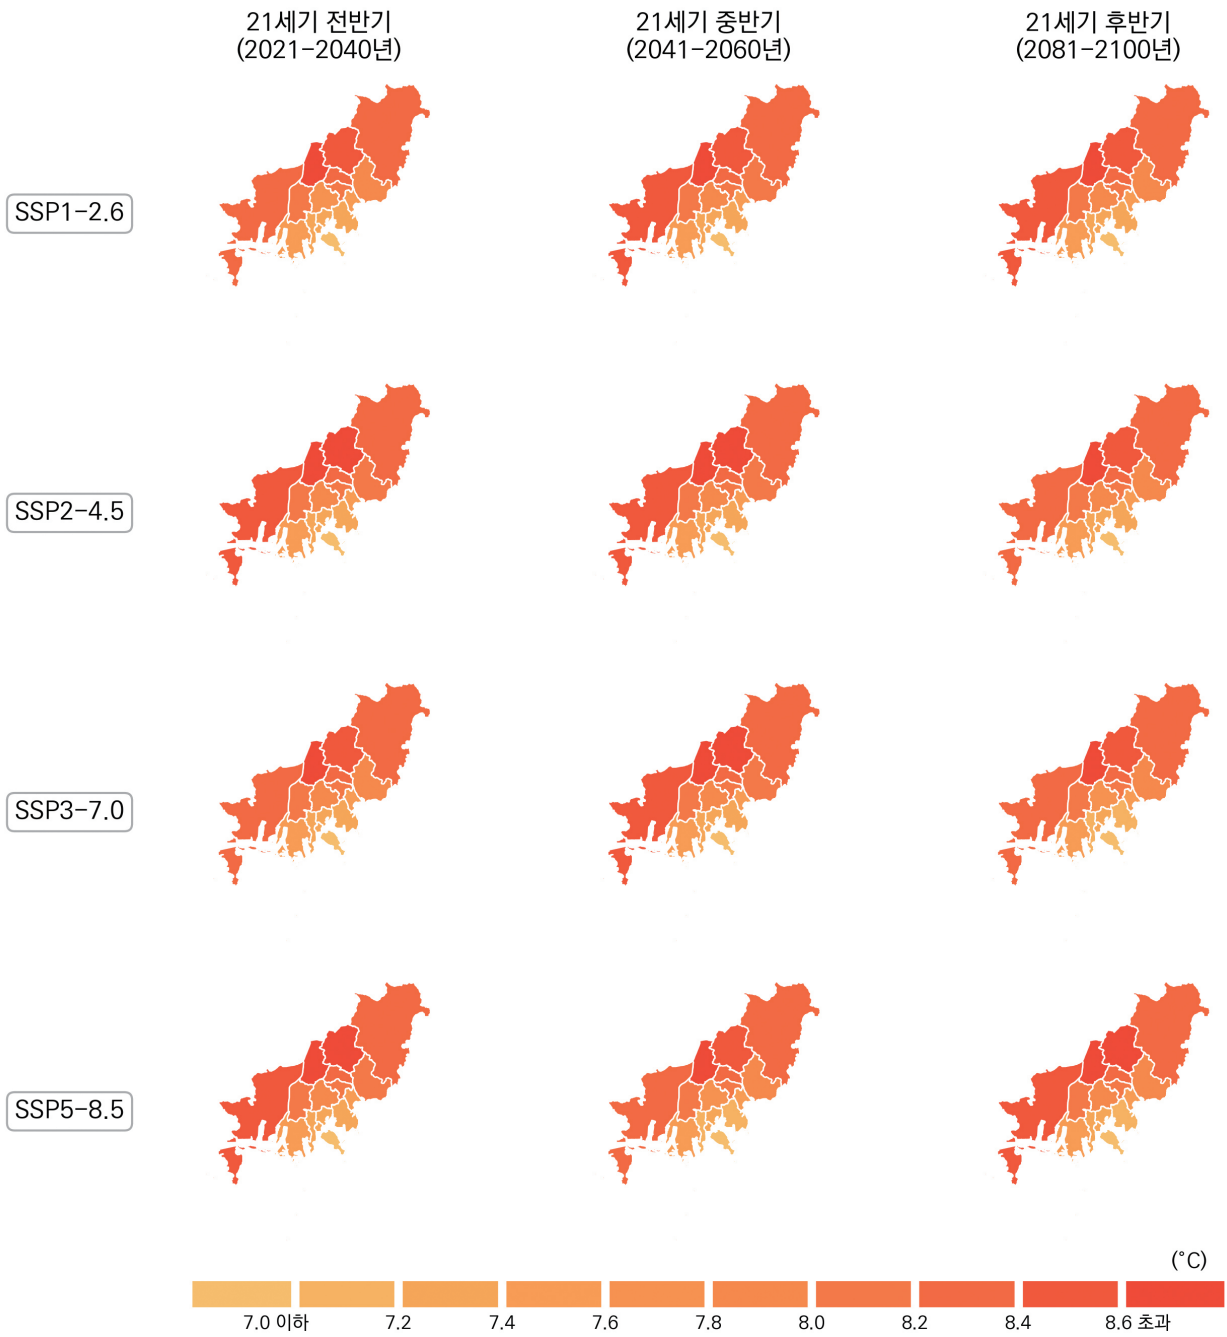 21세기 전반기
(2021-2040년)
21세기 중반기
(2041-2060년)
21세기 후반기
(2081-2100년)
SSP1-2.6
SSP2-4.5
SSP3-7.0
SSP5-8.5
(°C)
7.0 이하 7.2 7.4 7.6 7.8 8.0 8.2 8.4 8.6 초과